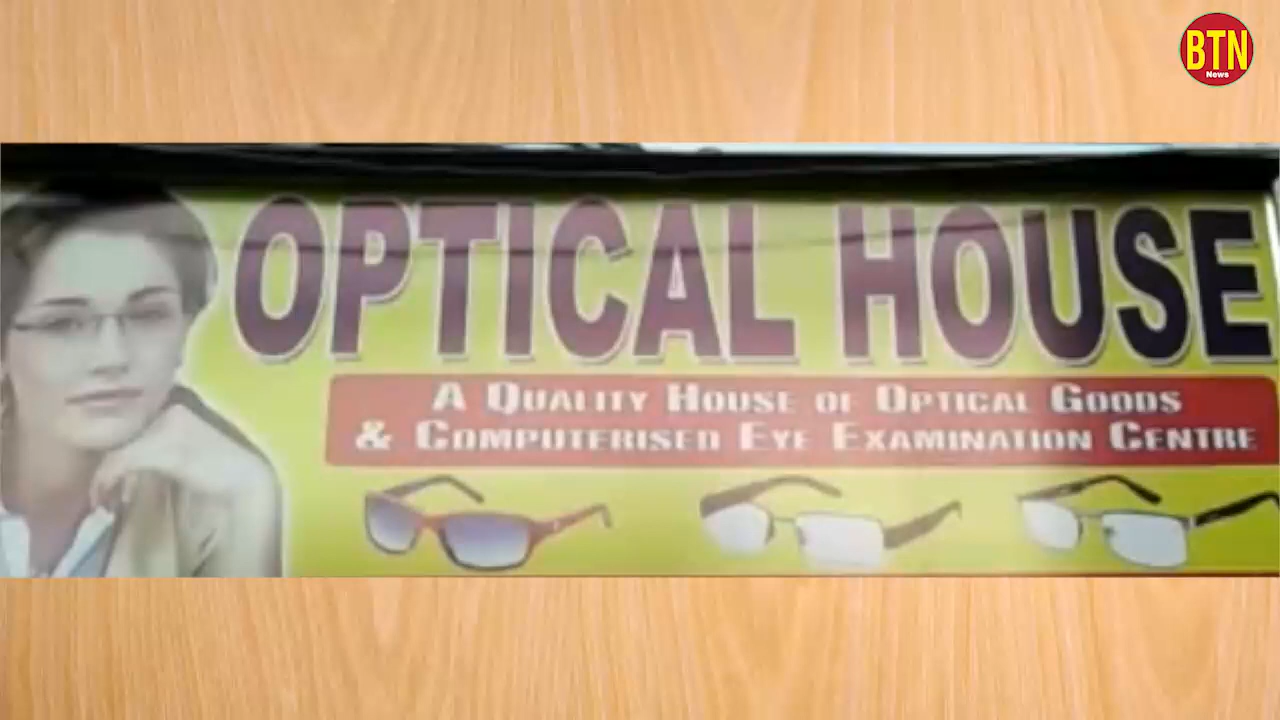 BTN
News
OPTICAL HOUSE
A QUALITY HOUSE OF OPTICAL GOODS
& COMPUTERISED EYE EXAMINATION CENTRE